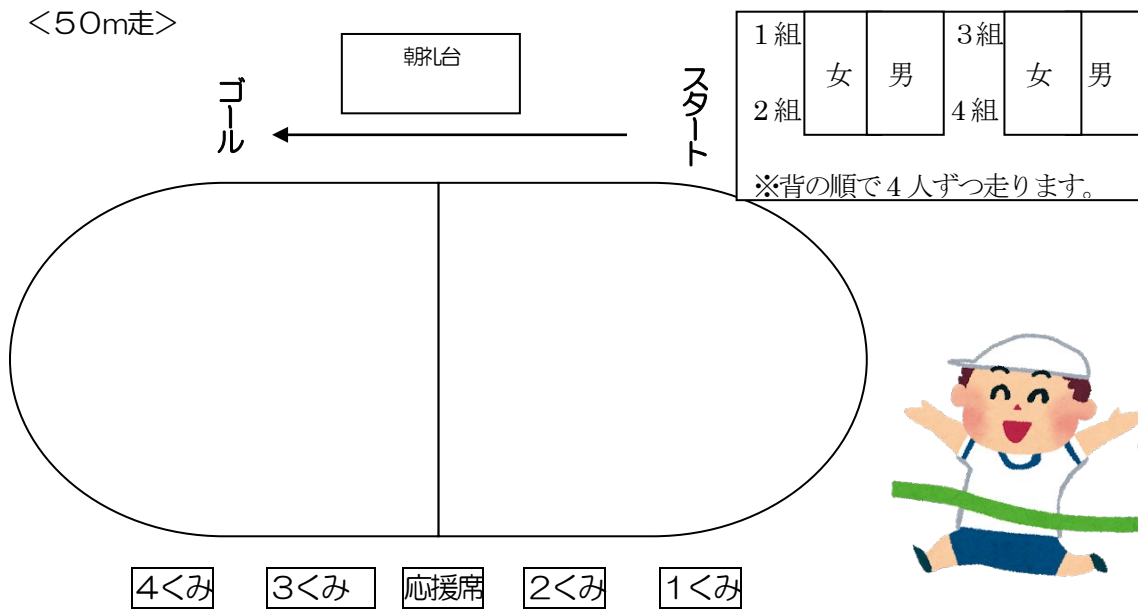 <50m走>
朝礼台
ゴール
スタート
1組
女
男
3組
女
男
2組
4組
※背の順で4人ずつ走ります。
4くみ
3くみ
応援席
2くみ
1くみ